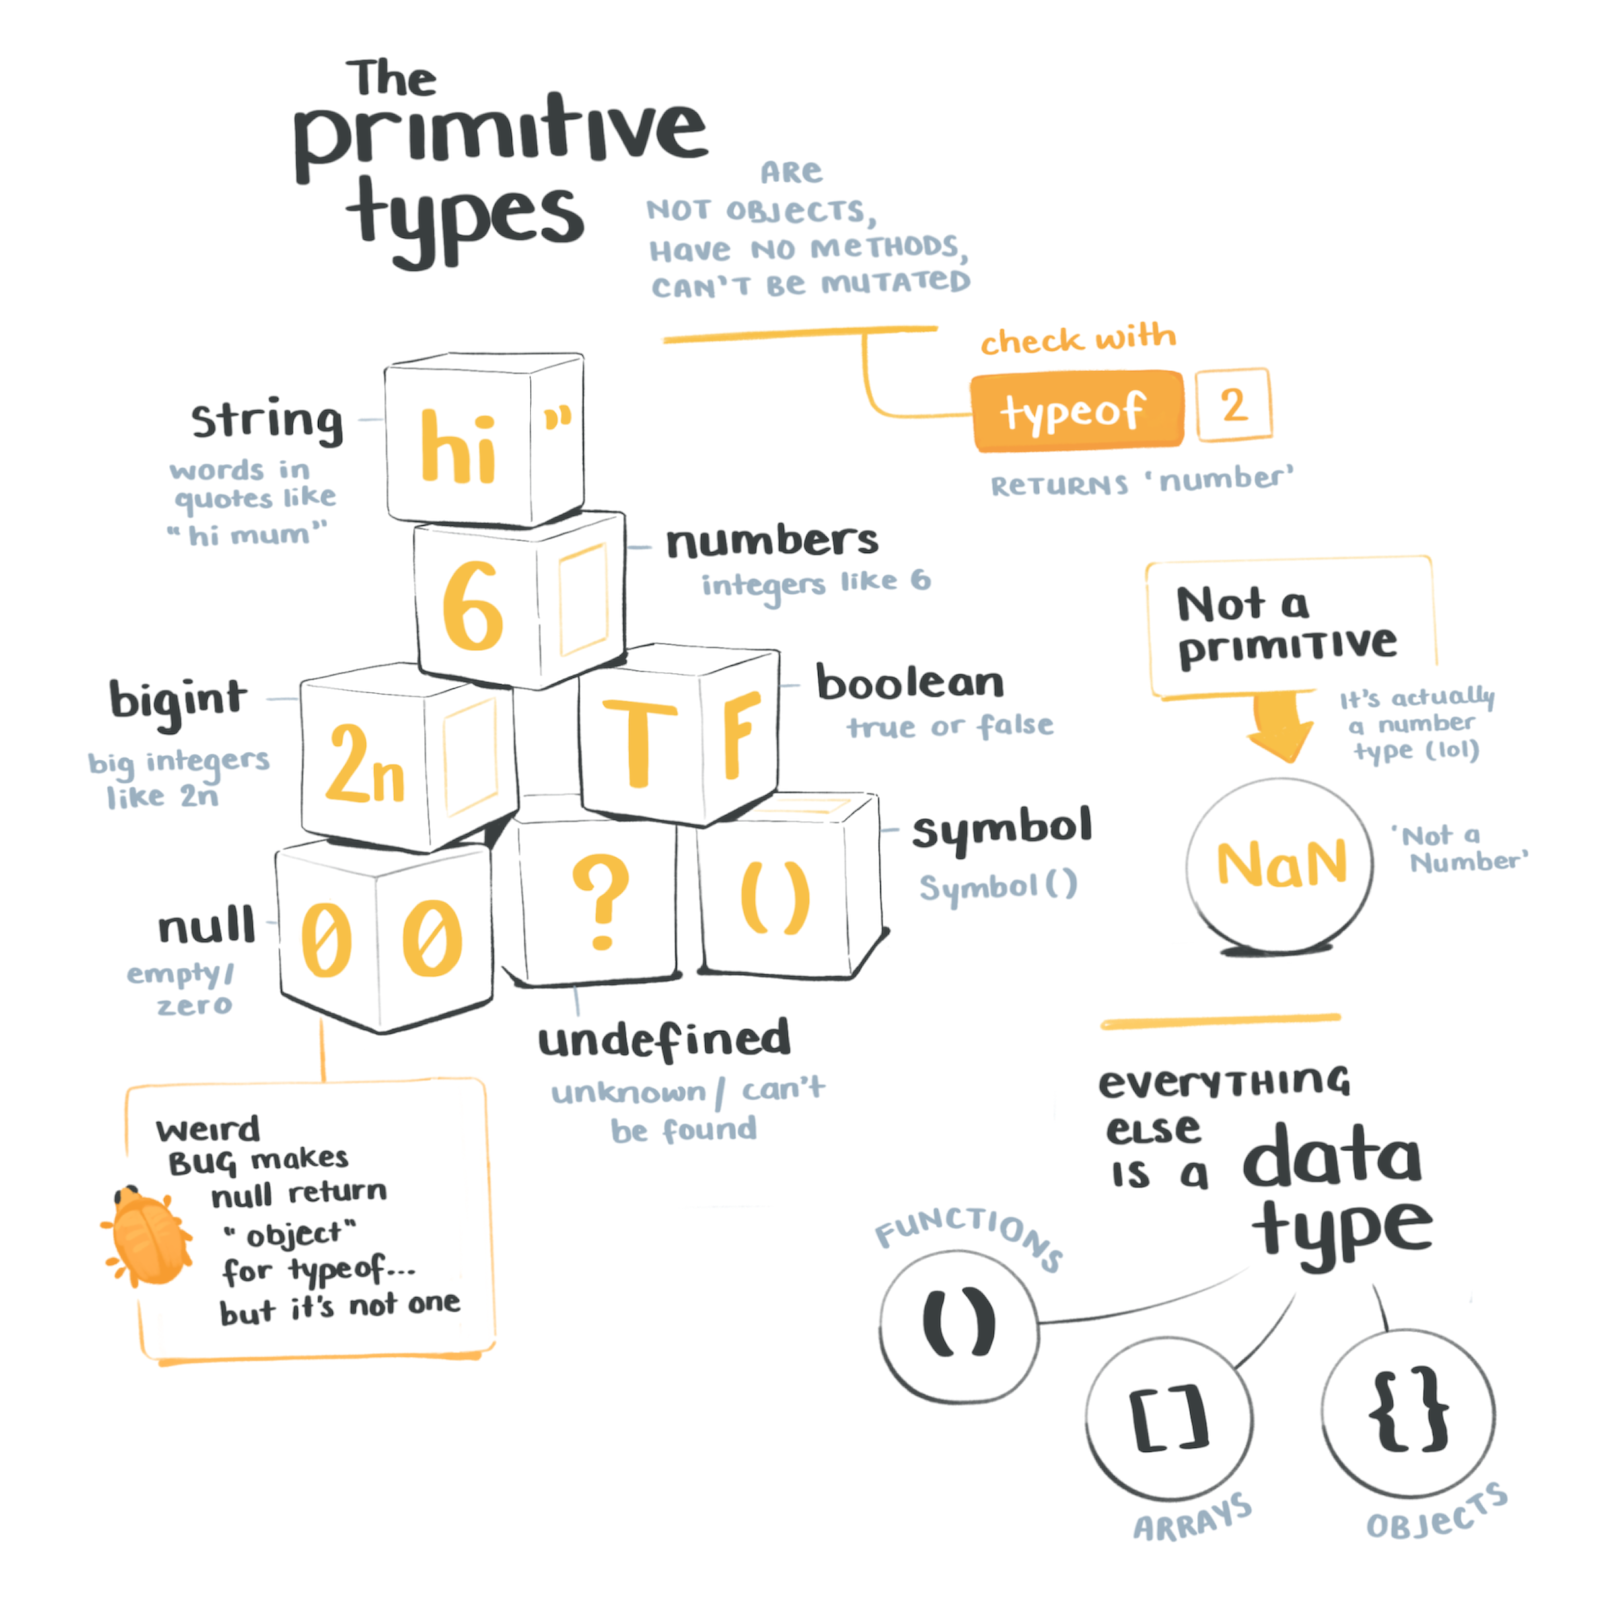 The
primitive
types
ARE
NOT OBJECTS,
HAVE NO METHODS,
CAN'T BE MUTATED
check with
typeof 2
RETURNS 'number'
string
words in
quotes like
"hi mum"
hi "
numbers
integers like 6
6
bigint
big integers
like 2n
2n
boolean
true or false
T F
symbol
Symbol()
()
null
empty/
zero
0 0
?
undefined
unknown / can't
be found
Weird
BUG makes
null return
"object"
for typeof...
but it's not one
Not a
primitive
It's actually
a number
type (lol)
NaN
'Not a
Number'
everyTHING
ELSE
IS a data
type
FUNCTIONS
()
[]
ARRAYS
{}
OBJECTS